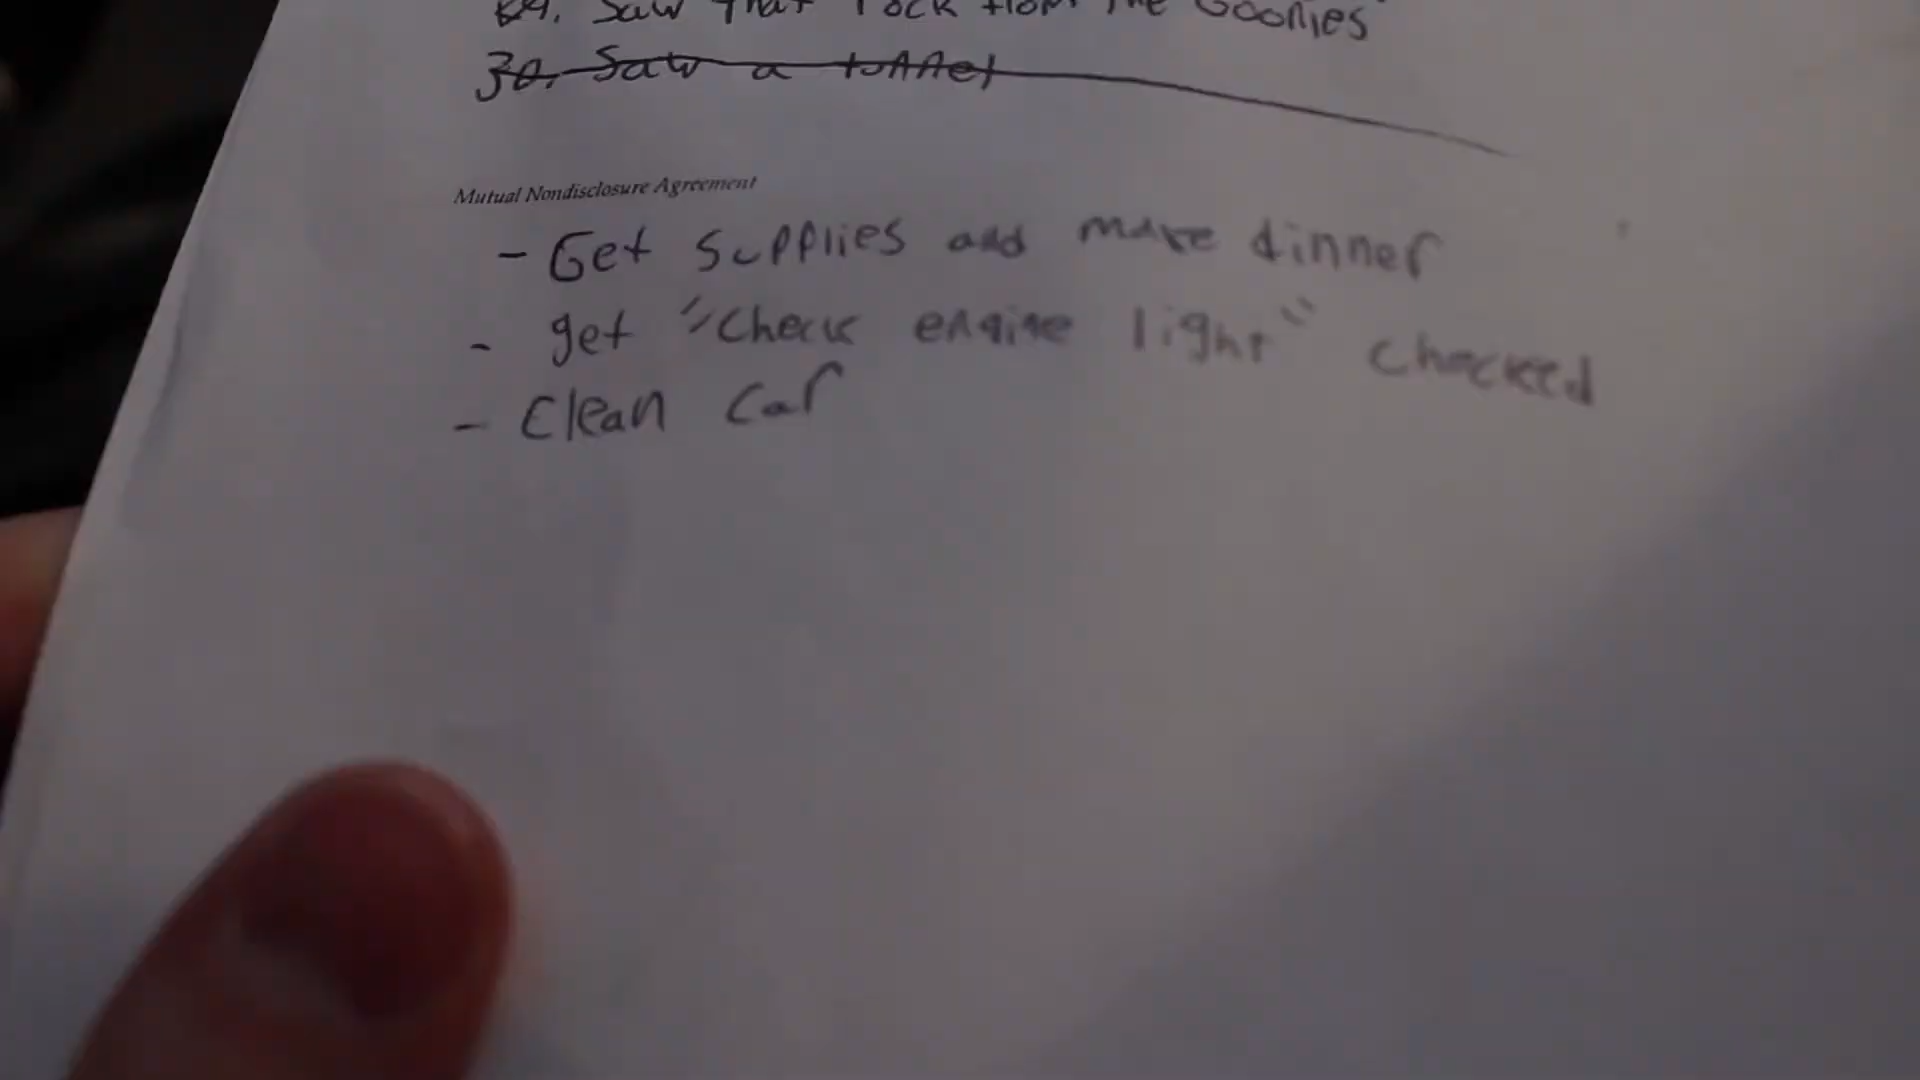 29. Saw that rock from the Goonies
30. Saw a tunnel
Mutual Nondisclosure Agreement
- Get supplies and make dinner
- get "check engine light" checked
- Clean car